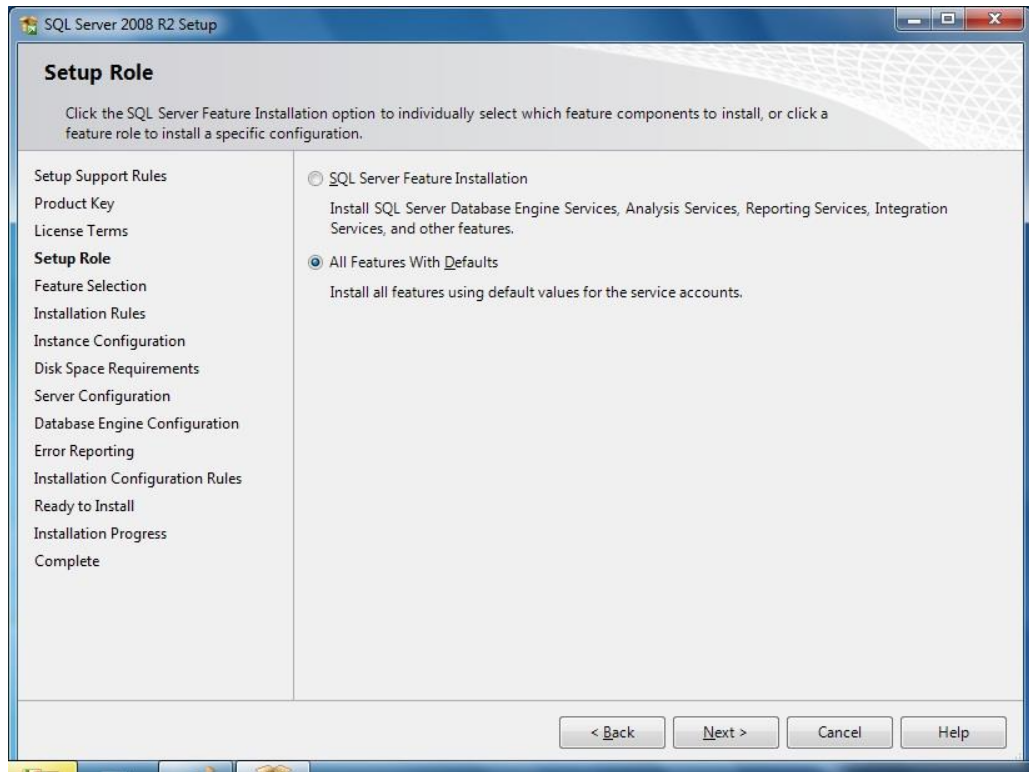 SQL Server 2008 R2 Setup
Setup Role
Click the SQL Server Feature Installation option to individually select which feature components to install, or click a
feature role to install a specific configuration.
Setup Support Rules
Product Key
License Terms
Setup Role
Feature Selection
Installation Rules
Instance Configuration
Disk Space Requirements
Server Configuration
Database Engine Configuration
Error Reporting
Installation Configuration Rules
Ready to Install
Installation Progress
Complete
SQL Server Feature Installation
Install SQL Server Database Engine Services, Analysis Services, Reporting Services, Integration
Services, and other features.
All Features With Defaults
Install all features using default values for the service accounts.
< Back
Next >
Cancel
Help